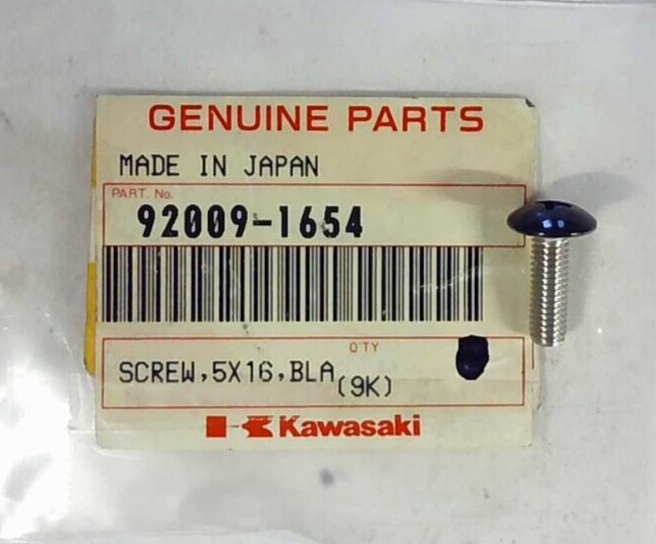 GENUINE PARTS
MADE IN JAPAN
PART. No.
92009-1654
Q'TY
SCREW,5X16,BLA
(9K)
Kawasaki